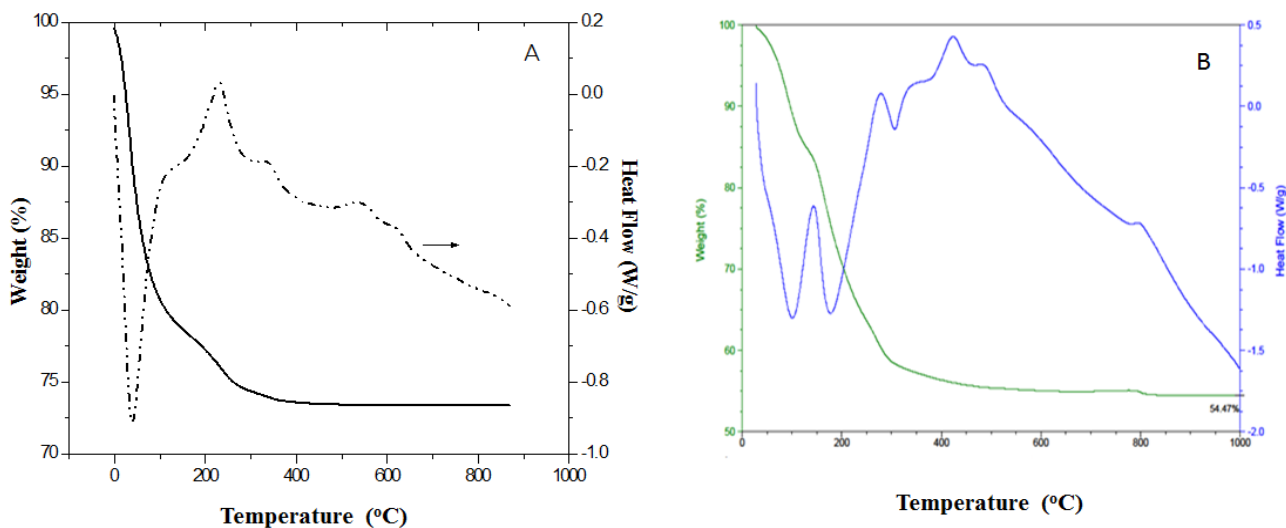 A
100
95
90
85
80
75
70
Weight (%)
0.2
0.0
-0.2
-0.4
-0.6
-0.8
-1.0
Heat Flow (W/g)
0 200 400 600 800 1000
Temperature (°C)
B
100
90
80
70
60
50
Weight (%)
0.5
0.0
-0.5
-1.0
-1.5
-2.0
Heat Flow (W/g)
54.47%
0 200 400 600 800 1000
Temperature (°C)